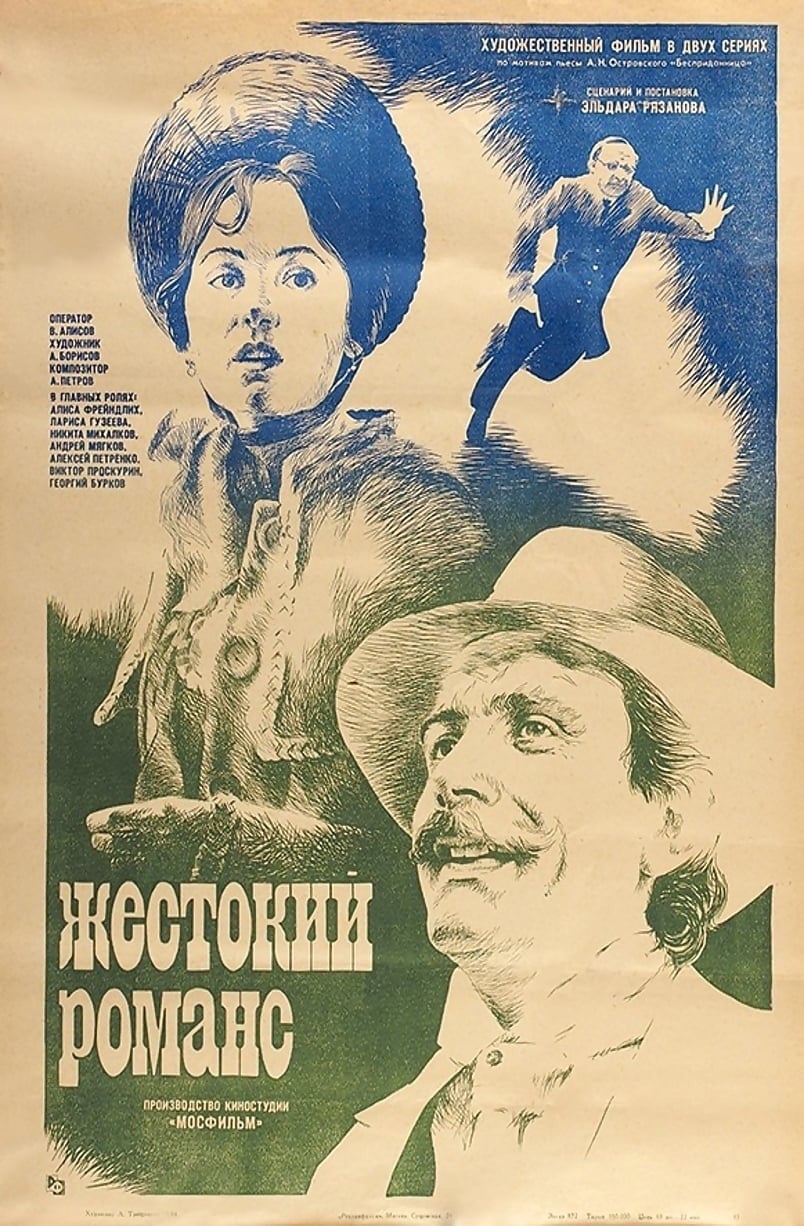 ХУДОЖЕСТВЕННЫЙ ФИЛЬМ В ДВУХ СЕРИЯХ
по мотивам пьесы А. Н. Островского «Бесприданница»
СЦЕНАРИЙ И ПОСТАНОВКА
ЭЛЬДАРА РЯЗАНОВА
ОПЕРАТОР
В. АЛИСОВ
ХУДОЖНИК
А. БОРИСОВ
КОМПОЗИТОР
А. ПЕТРОВ
В ГЛАВНЫХ РОЛЯХ:
АЛИСА ФРЕЙНДЛИХ,
ЛАРИСА ГУЗЕЕВА,
НИКИТА МИХАЛКОВ,
АНДРЕЙ МЯГКОВ,
АЛЕКСЕЙ ПЕТРЕНКО,
ВИКТОР ПРОСКУРИН,
ГЕОРГИЙ БУРКОВ
ЖЕСТОКИЙ
РОМАНС
ПРОИЗВОДСТВО КИНОСТУДИИ
«МОСФИЛЬМ»
Художник А.
Москва